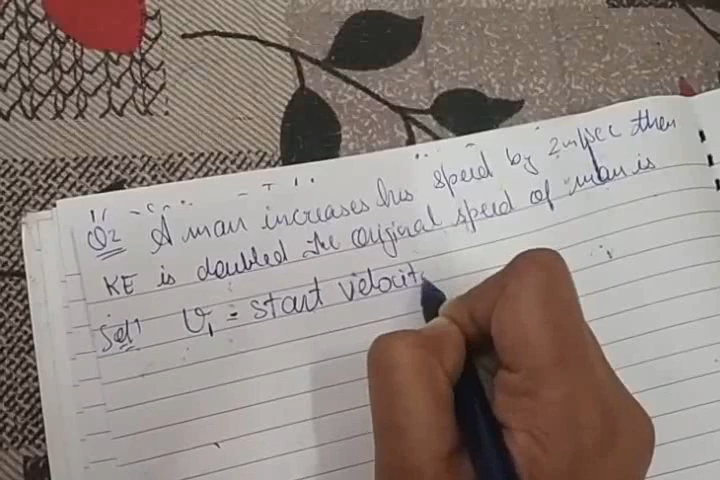 Q2 A man increases his speed by 2m/sec then
KE is doubled the original speed of man is
Sol' V₁ = start velocit